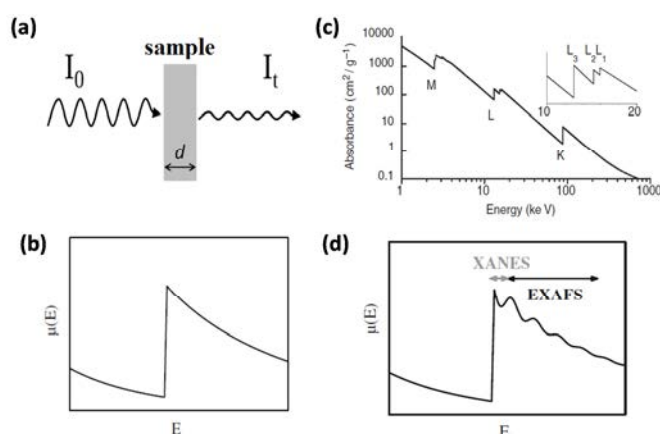 (a)
sample
I0
It
d
(b)
μ(E)
E
(c)
Absorbance (cm² / g⁻¹)
10000
1000
100
10
1
0.1
M
L
K
L3 L2 L1
10
20
1
10
100
1000
Energy (ke V)
(d)
XANES
EXAFS
μ(E)
E